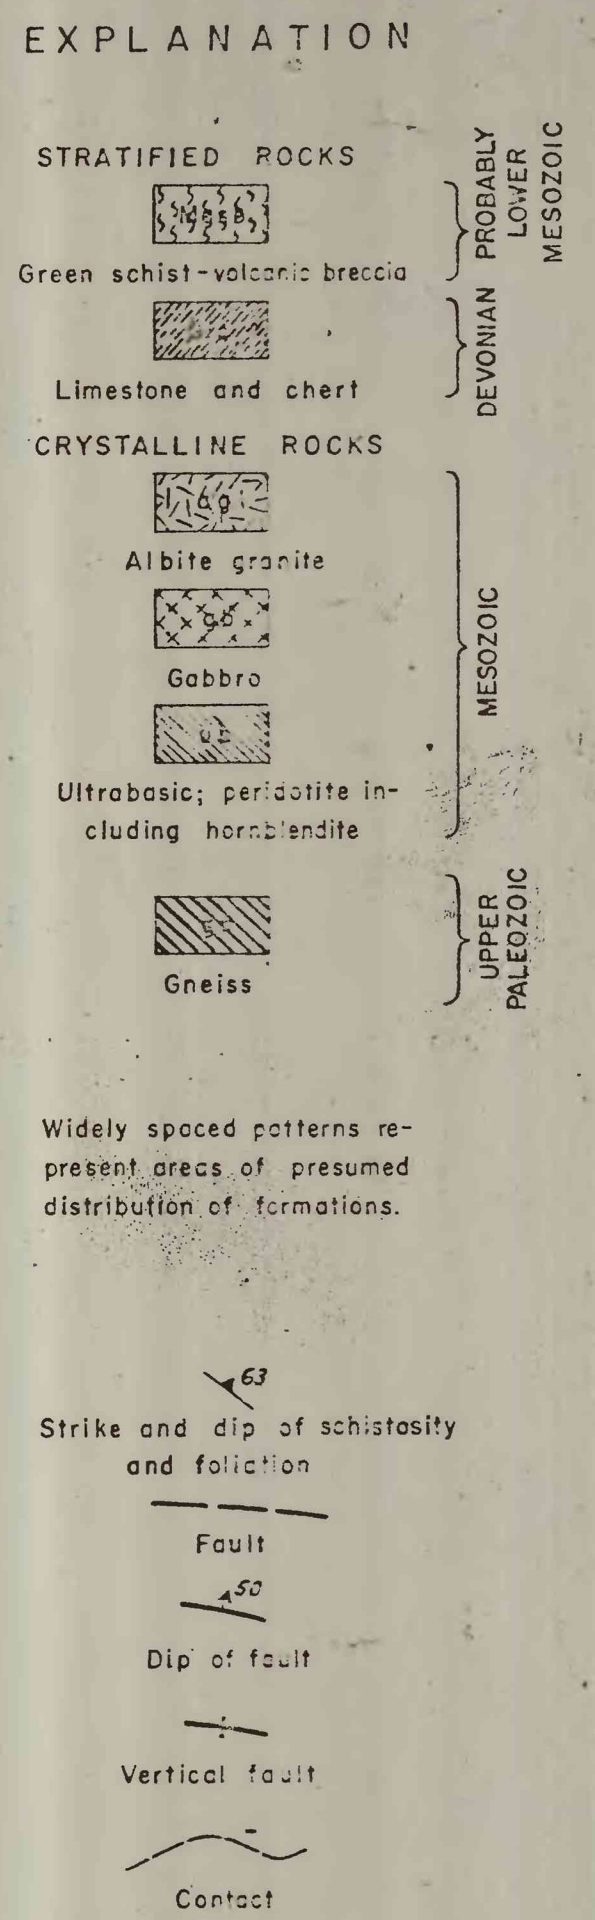 EXPLANATION
STRATIFIED ROCKS
Green schist-volcanic breccia
PROBABLY
LOWER
MESOZOIC
Limestone and chert
DEVONIAN
CRYSTALLINE ROCKS
ag
Albite granite
gb
Gabbro
Ultrabasic; peridotite in-
cluding hornblendite
MESOZOIC
Gneiss
UPPER
PALEOZOIC
Widely spaced patterns re-
present areas of presumed
distribution of formations.
63
Strike and dip of schistosity
and foliation
Fault
50
Dip of fault
Vertical fault
Contact